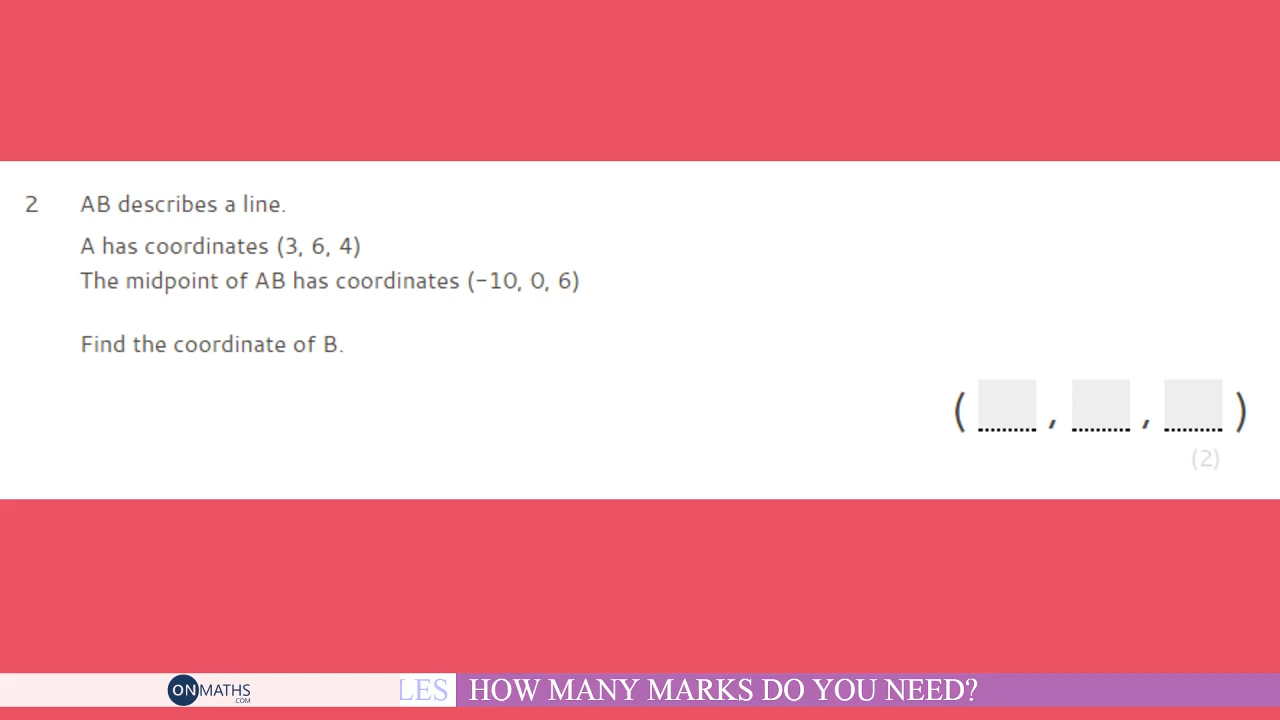 2 AB describes a line.
A has coordinates (3, 6, 4)
The midpoint of AB has coordinates (−10, 0, 6)
Find the coordinate of B.
( , , )
(2)
ONMATHS
.COM
LES HOW MANY MARKS DO YOU NEED?